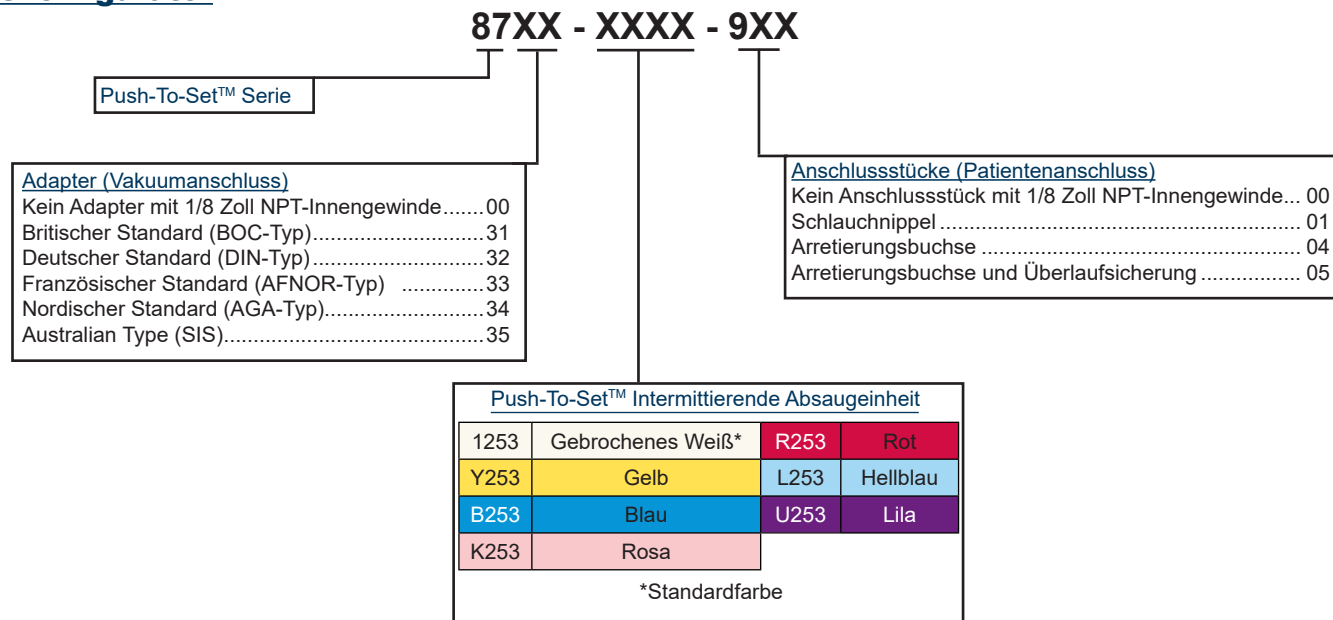 87XX - XXXX - 9XX
Push-To-Set™ Serie
Adapter (Vakuumanschluss)
Kein Adapter mit 1/8 Zoll NPT-Innengewinde.......00
Britischer Standard (BOC-Typ)..............................31
Deutscher Standard (DIN-Typ)..............................32
Französischer Standard (AFNOR-Typ) ..............33
Nordischer Standard (AGA-Typ)............................34
Australian Type (SIS)..............................................35
Anschlussstücke (Patientenanschluss)
Kein Anschlussstück mit 1/8 Zoll NPT-Innengewinde... 00
Schlauchnippel................................................................. 01
Arretierungsbuchse.......................................................... 04
Arretierungsbuchse und Überlaufsicherung.................. 05
Push-To-Set™ Intermittierende Absaugeinheit
1253 Gebrochenes Weiß* R253 Rot
Y253 Gelb L253 Hellblau
B253 Blau U253 Lila
K253 Rosa
*Standardfarbe